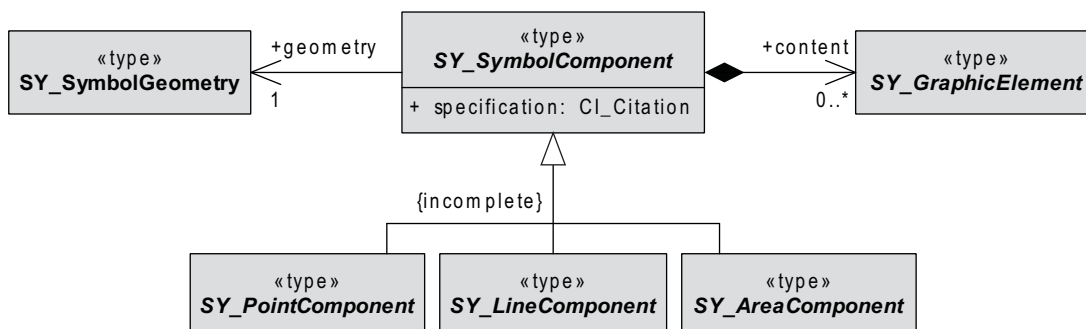 «type»
SY_SymbolGeometry
+geometry
1
«type»
SY_SymbolComponent
+ specification: CI_Citation
+content
0..*
«type»
SY_GraphicElement
{incomplete}
«type»
SY_PointComponent
«type»
SY_LineComponent
«type»
SY_AreaComponent